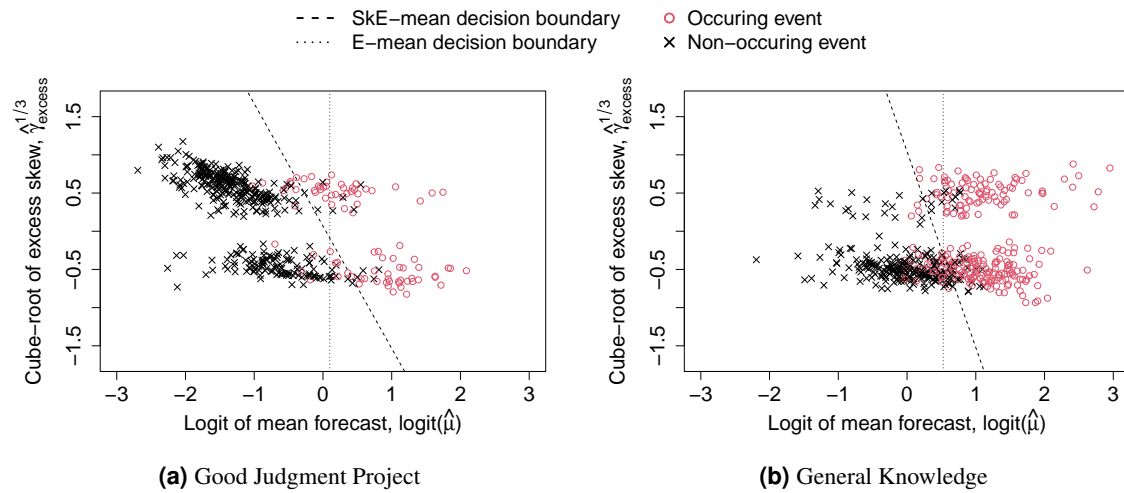 SkE−mean decision boundary
E−mean decision boundary
Occuring event
Non−occuring event
Cube−root of excess skew, γ̂excess^1/3
1.5
0.5
−0.5
−1.5
−3 −2 −1 0 1 2 3
Logit of mean forecast, logit(μ̂)
(a) Good Judgment Project
Cube−root of excess skew, γ̂excess^1/3
1.5
0.5
−0.5
−1.5
−3 −2 −1 0 1 2 3
Logit of mean forecast, logit(μ̂)
(b) General Knowledge